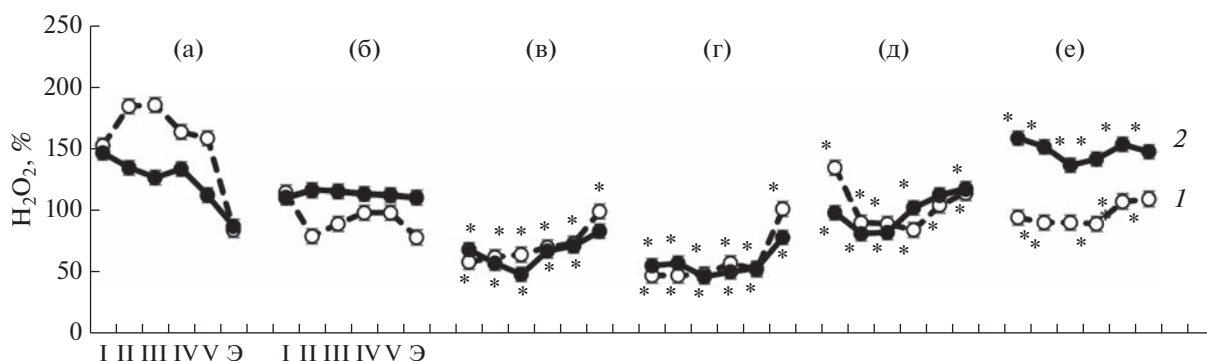 250
(а) (б) (в) (г) (д) (е)
200
150
100
50
0
H₂O₂, %
* * * * * *
* * * * * *
* * * * * *
* * * * * *
* * * * * *
* * * * * *
* * * * * * 2
* * * * * 1
I II III IV V Э I II III IV V Э